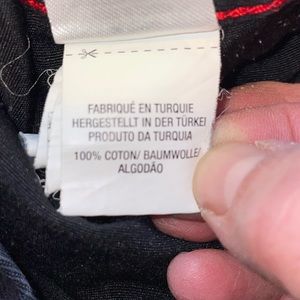 FABRIQUÉ EN TURQUIE
HERGESTELLT IN DER TÜRKEI
PRODUTO DA TURQUIA
100% COTON/ BAUMWOLLE/
ALGODÃO